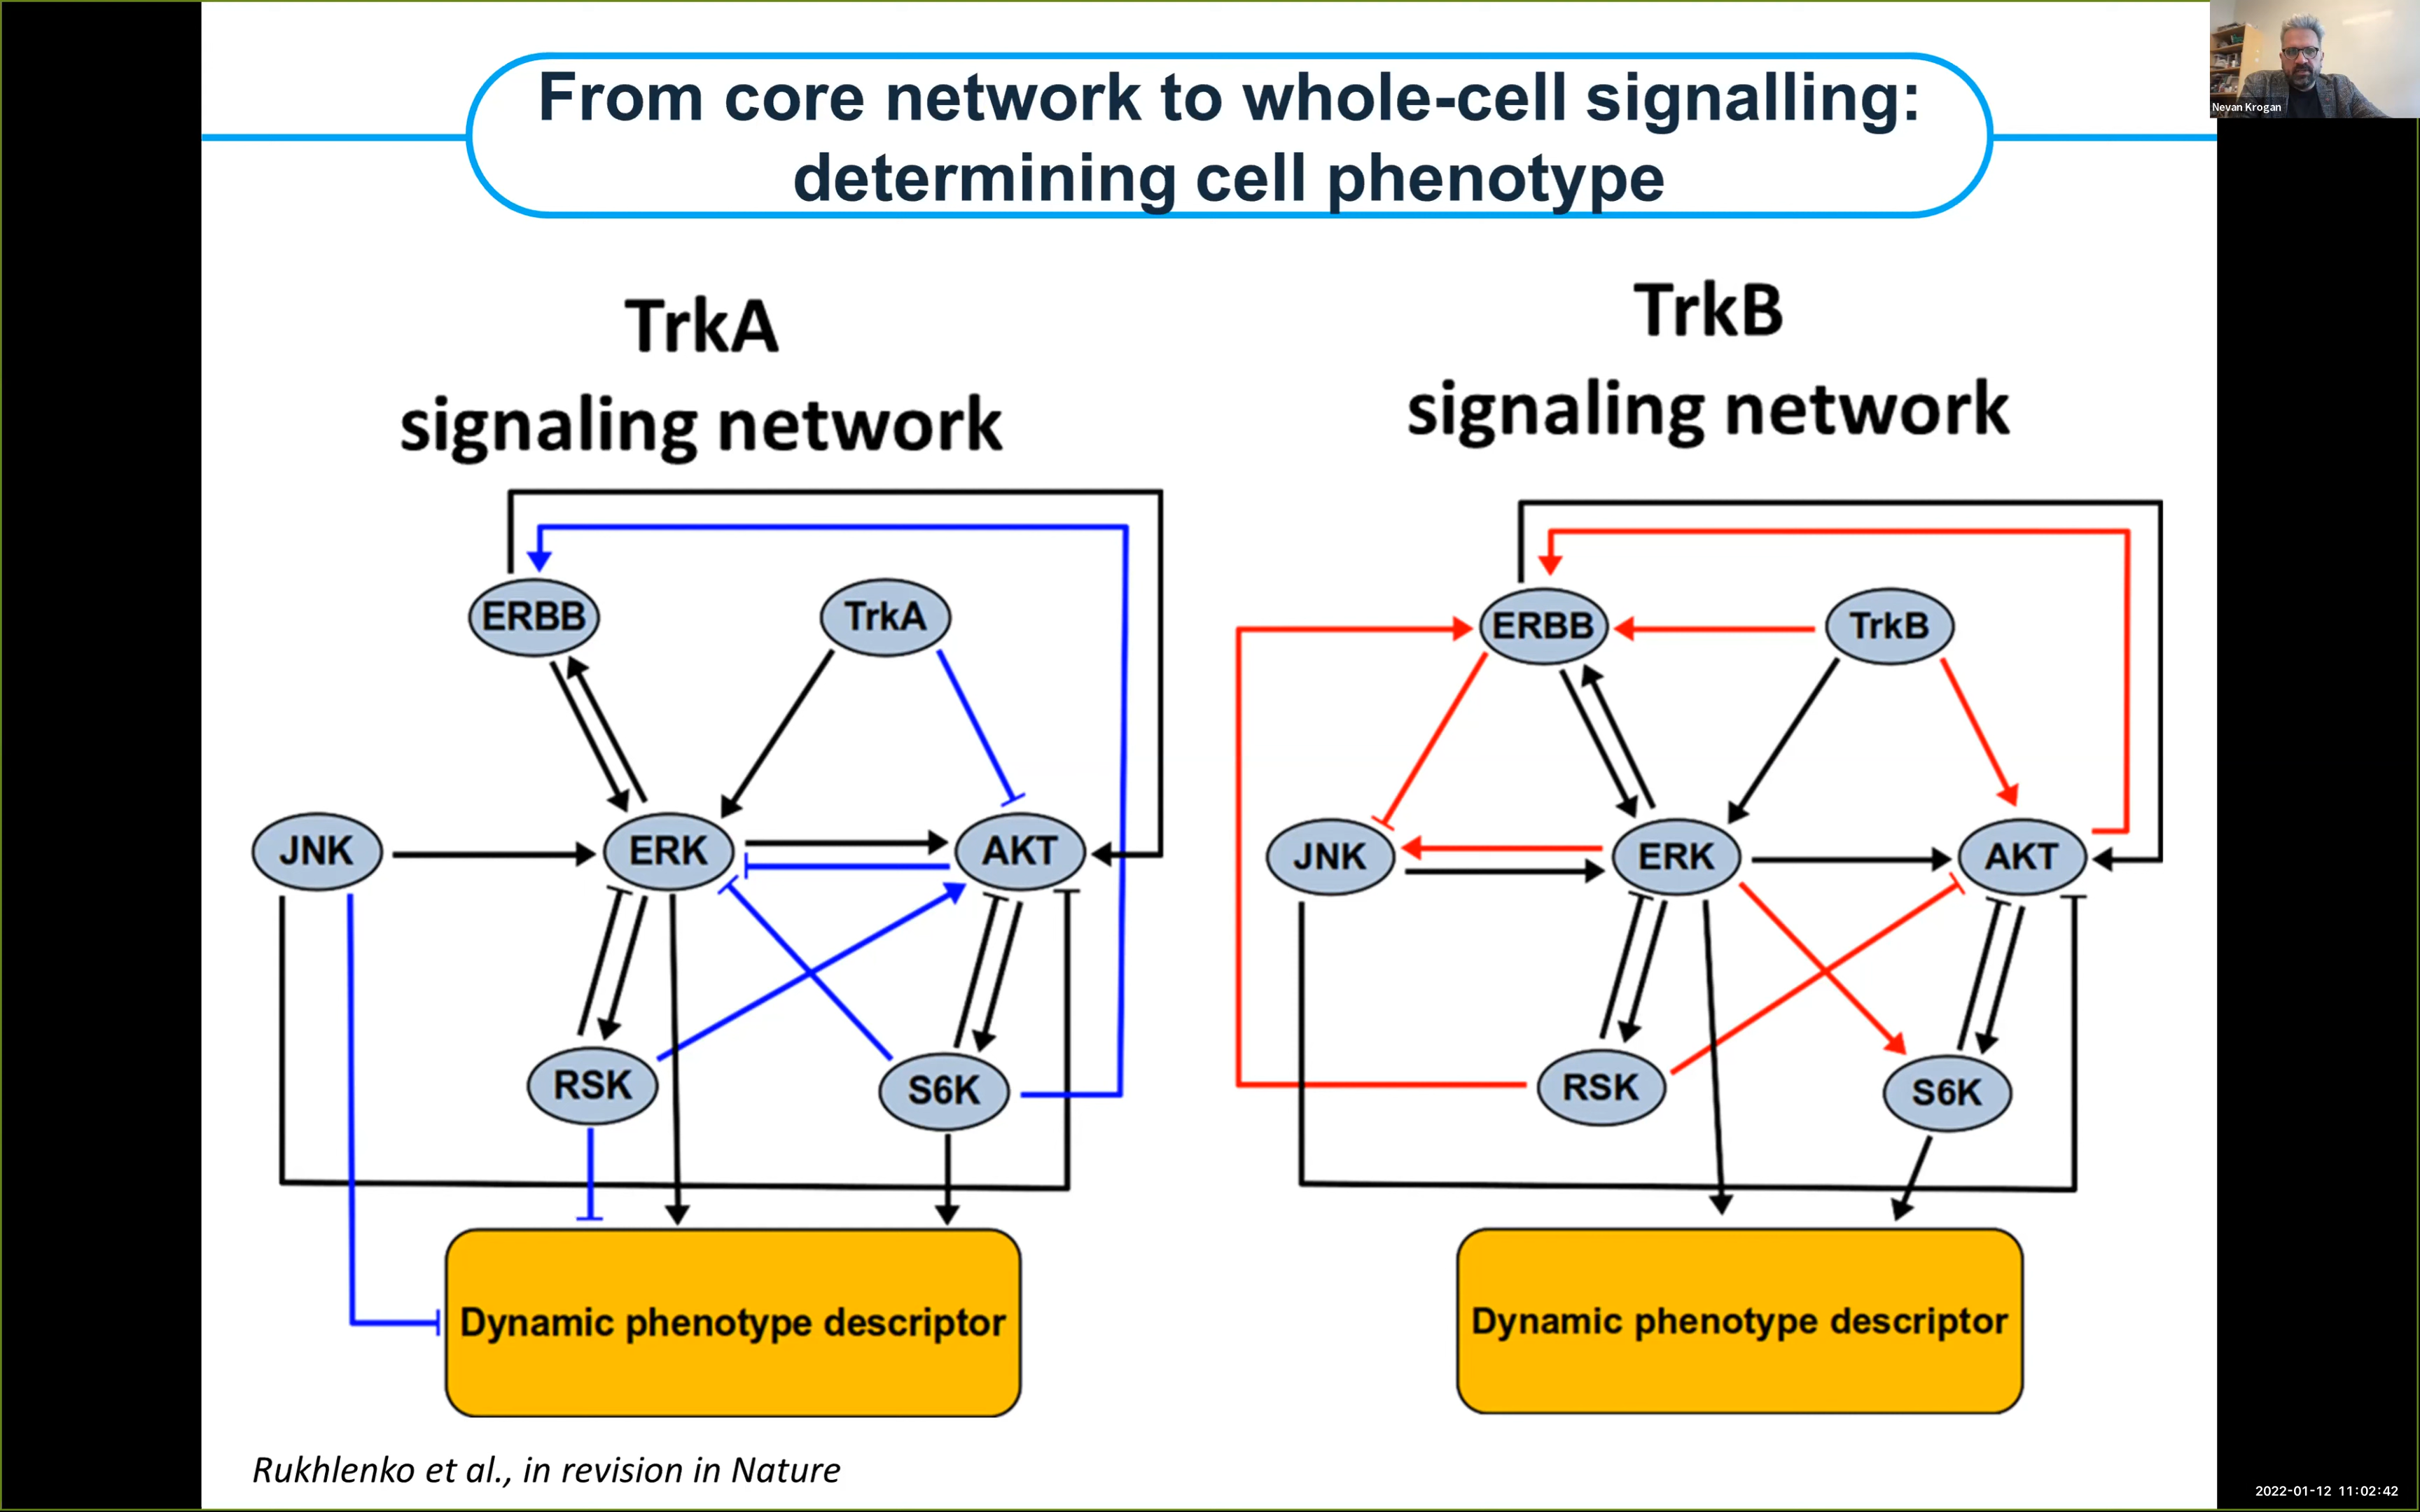 From core network to whole-cell signalling:
determining cell phenotype
Nevan Krogan
TrkA
signaling network
ERBB
TrkA
JNK
ERK
AKT
RSK
S6K
Dynamic phenotype descriptor
TrkB
signaling network
ERBB
TrkB
JNK
ERK
AKT
RSK
S6K
Dynamic phenotype descriptor
Rukhlenko et al., in revision in Nature
2022-01-12 11:02:42